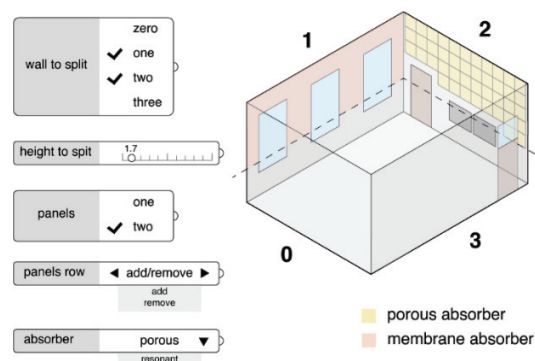 wall to split
zero
one
two
three
height to spit
1.7
panels
one
two
panels row
add/remove
add
remove
absorber
porous
resonant
1
2
0
3
porous absorber
membrane absorber